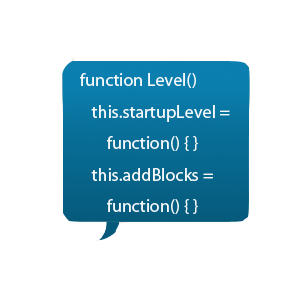 function Level()
this.startupLevel =
function() { }
this.addBlocks =
function() { }